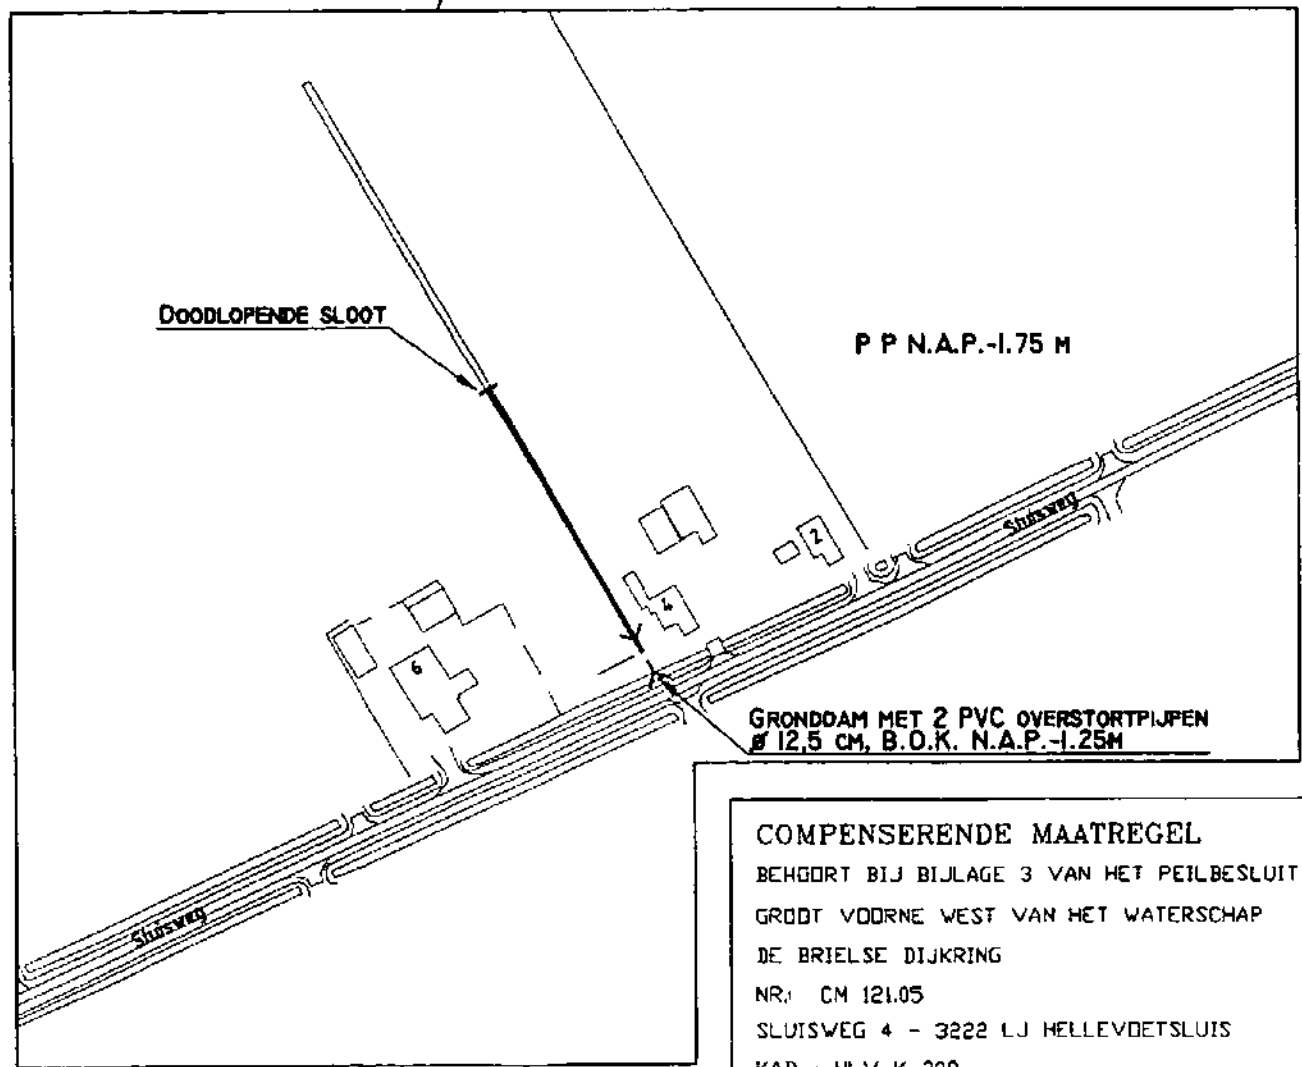 DOODLOPENDE SLOOT
P P N.A.P.-1.75 M
Sluisweg
2
4
6
GRONDDAM MET 2 PVC OVERSTORTPIJPEN
Ø 12,5 CM, B.O.K. N.A.P.-1.25M
Sluisweg
COMPENSERENDE MAATREGEL
BEHOORT BIJ BIJLAGE 3 VAN HET PEILBESLUIT
GROOT VOORNE WEST VAN HET WATERSCHAP
DE BRIELSE DIJKRING
NR: CM 121.05
SLUISWEG 4 - 3222 LJ HELLEVOETSLUIS